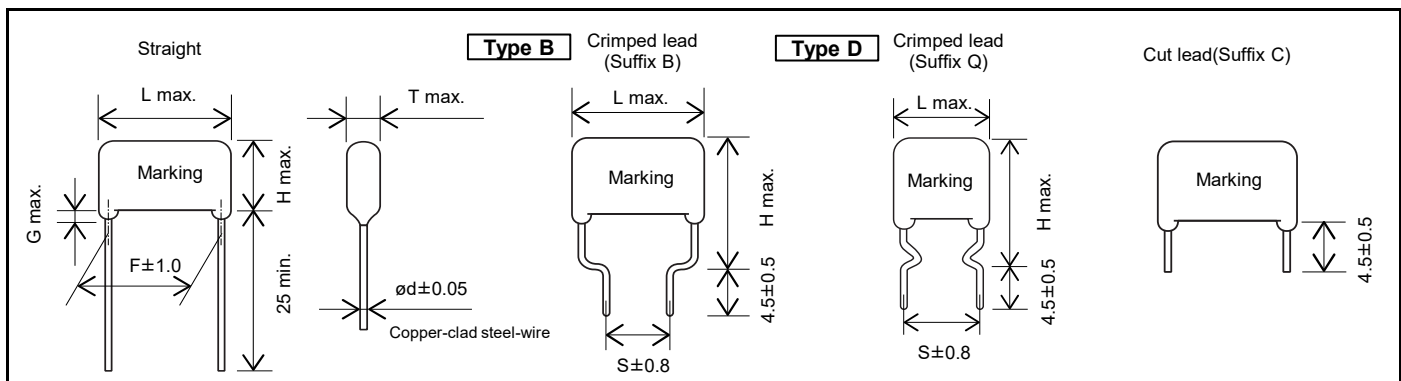 Straight
L max.
Marking
H max.
G max.
F±1.0
25 min.
T max.
ød±0.05
Copper-clad steel-wire
Type B
Crimped lead
(Suffix B)
L max.
Marking
H max.
4.5±0.5
S±0.8
Type D
Crimped lead
(Suffix Q)
L max.
Marking
H max.
4.5±0.5
S±0.8
Cut lead(Suffix C)
Marking
4.5±0.5